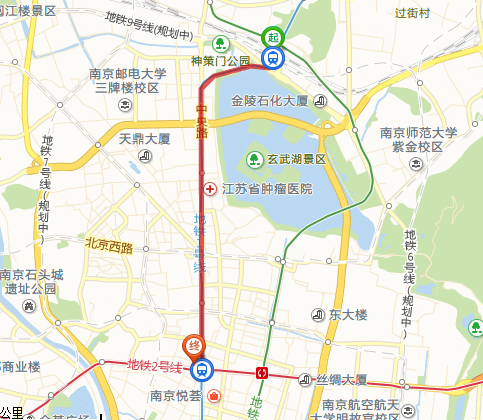 阅江楼景区
地铁9号线(规划中)
过街村
起
神策门公园
南京邮电大学
三牌楼校区
金陵石化大厦
中央路
天鼎大厦
南京师范大学
紫金校区
地铁7号线(规划中)
玄武湖景区
江苏省肿瘤医院
地铁1号线
北京西路
地铁6号线(规划中)
南京石头城
遗址公园
东大楼
终
商业楼
地铁2号线
丝绸大厦
南京悦荟
地铁
南京航空航天
大学明故宫校区
公里